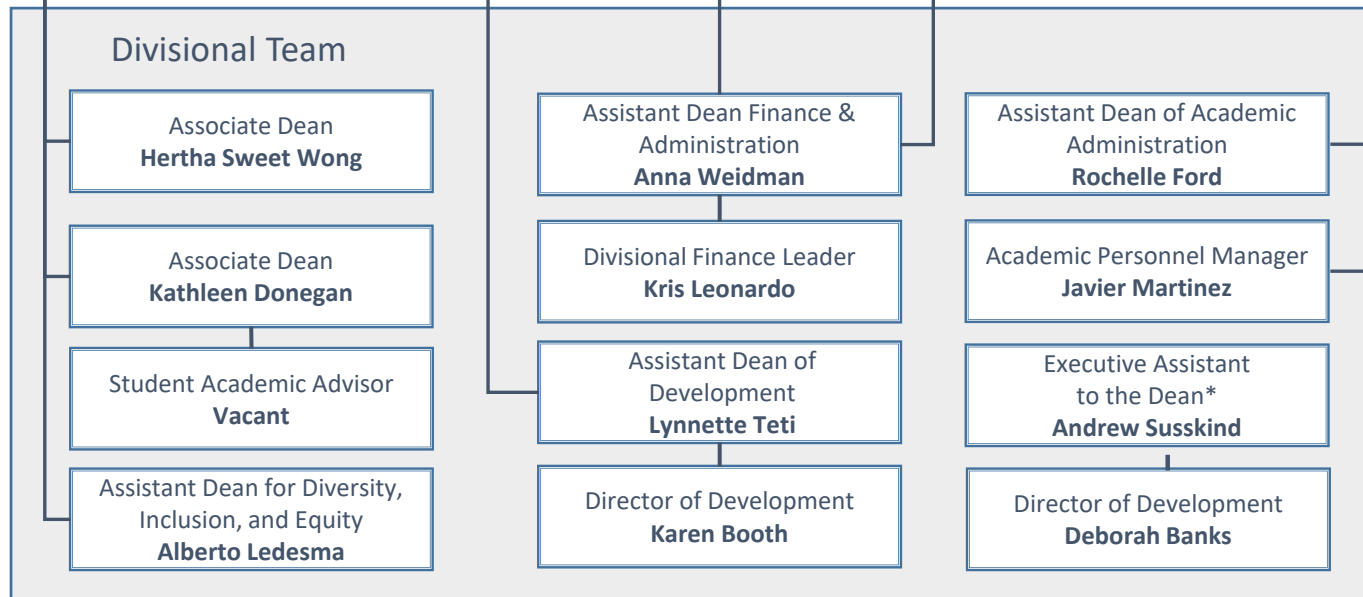 Divisional Team
Associate Dean
Hertha Sweet Wong
Associate Dean
Kathleen Donegan
Student Academic Advisor
Vacant
Assistant Dean for Diversity,
Inclusion, and Equity
Alberto Ledesma
Assistant Dean Finance &
Administration
Anna Weidman
Divisional Finance Leader
Kris Leonardo
Assistant Dean of
Development
Lynnette Teti
Director of Development
Karen Booth
Assistant Dean of Academic
Administration
Rochelle Ford
Academic Personnel Manager
Javier Martinez
Executive Assistant
to the Dean*
Andrew Susskind
Director of Development
Deborah Banks